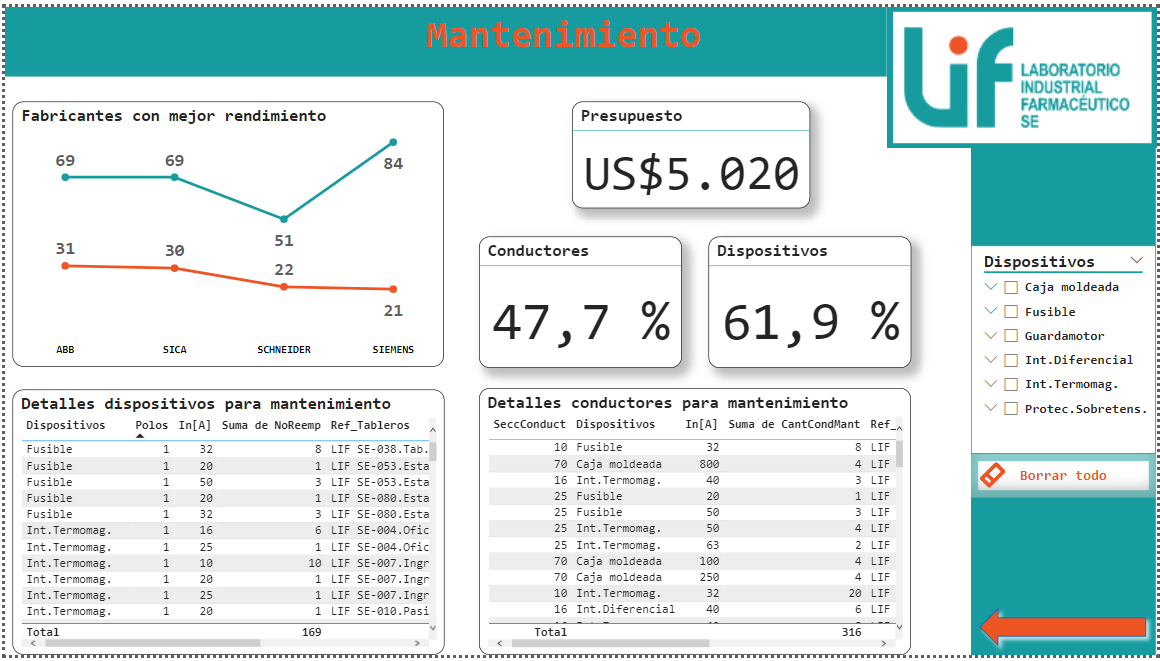 Mantenimiento
LiF
LABORATORIO
INDUSTRIAL
FARMACÉUTICO
SE
Fabricantes con mejor rendimiento
69 69 51 84
31 30 22 21
ABB SICA SCHNEIDER SIEMENS
Presupuesto
US$5.020
Conductores
47,7 %
Dispositivos
61,9 %
Dispositivos
Caja moldeada
Fusible
Guardamotor
Int.Diferencial
Int.Termomag.
Protec.Sobretens.
Borrar todo
Detalles dispositivos para mantenimiento
Dispositivos Polos In[A] Suma de NoReemp Ref_Tableros
Fusible 1 32 8 LIF SE-038.Tab.
Fusible 1 20 1 LIF SE-053.Esta
Fusible 1 50 3 LIF SE-053.Esta
Fusible 1 20 1 LIF SE-080.Esta
Fusible 1 32 3 LIF SE-080.Esta
Int.Termomag. 1 16 6 LIF SE-004.Ofic
Int.Termomag. 1 25 1 LIF SE-004.Ofic
Int.Termomag. 1 10 10 LIF SE-007.Ingr
Int.Termomag. 1 20 1 LIF SE-007.Ingr
Int.Termomag. 1 25 1 LIF SE-007.Ingr
Int.Termomag. 1 20 1 LIF SE-010.Pasi
Total 169
Detalles conductores para mantenimiento
SeccConduct Dispositivos In[A] Suma de CantCondMant Ref_
10 Fusible 32 8 LIF
70 Caja moldeada 800 4 LIF
16 Int.Termomag. 40 3 LIF
25 Fusible 20 1 LIF
25 Fusible 50 3 LIF
25 Int.Termomag. 50 4 LIF
25 Int.Termomag. 63 2 LIF
70 Caja moldeada 100 4 LIF
70 Caja moldeada 250 4 LIF
10 Int.Termomag. 32 20 LIF
16 Int.Diferencial 40 6 LIF
Total 316